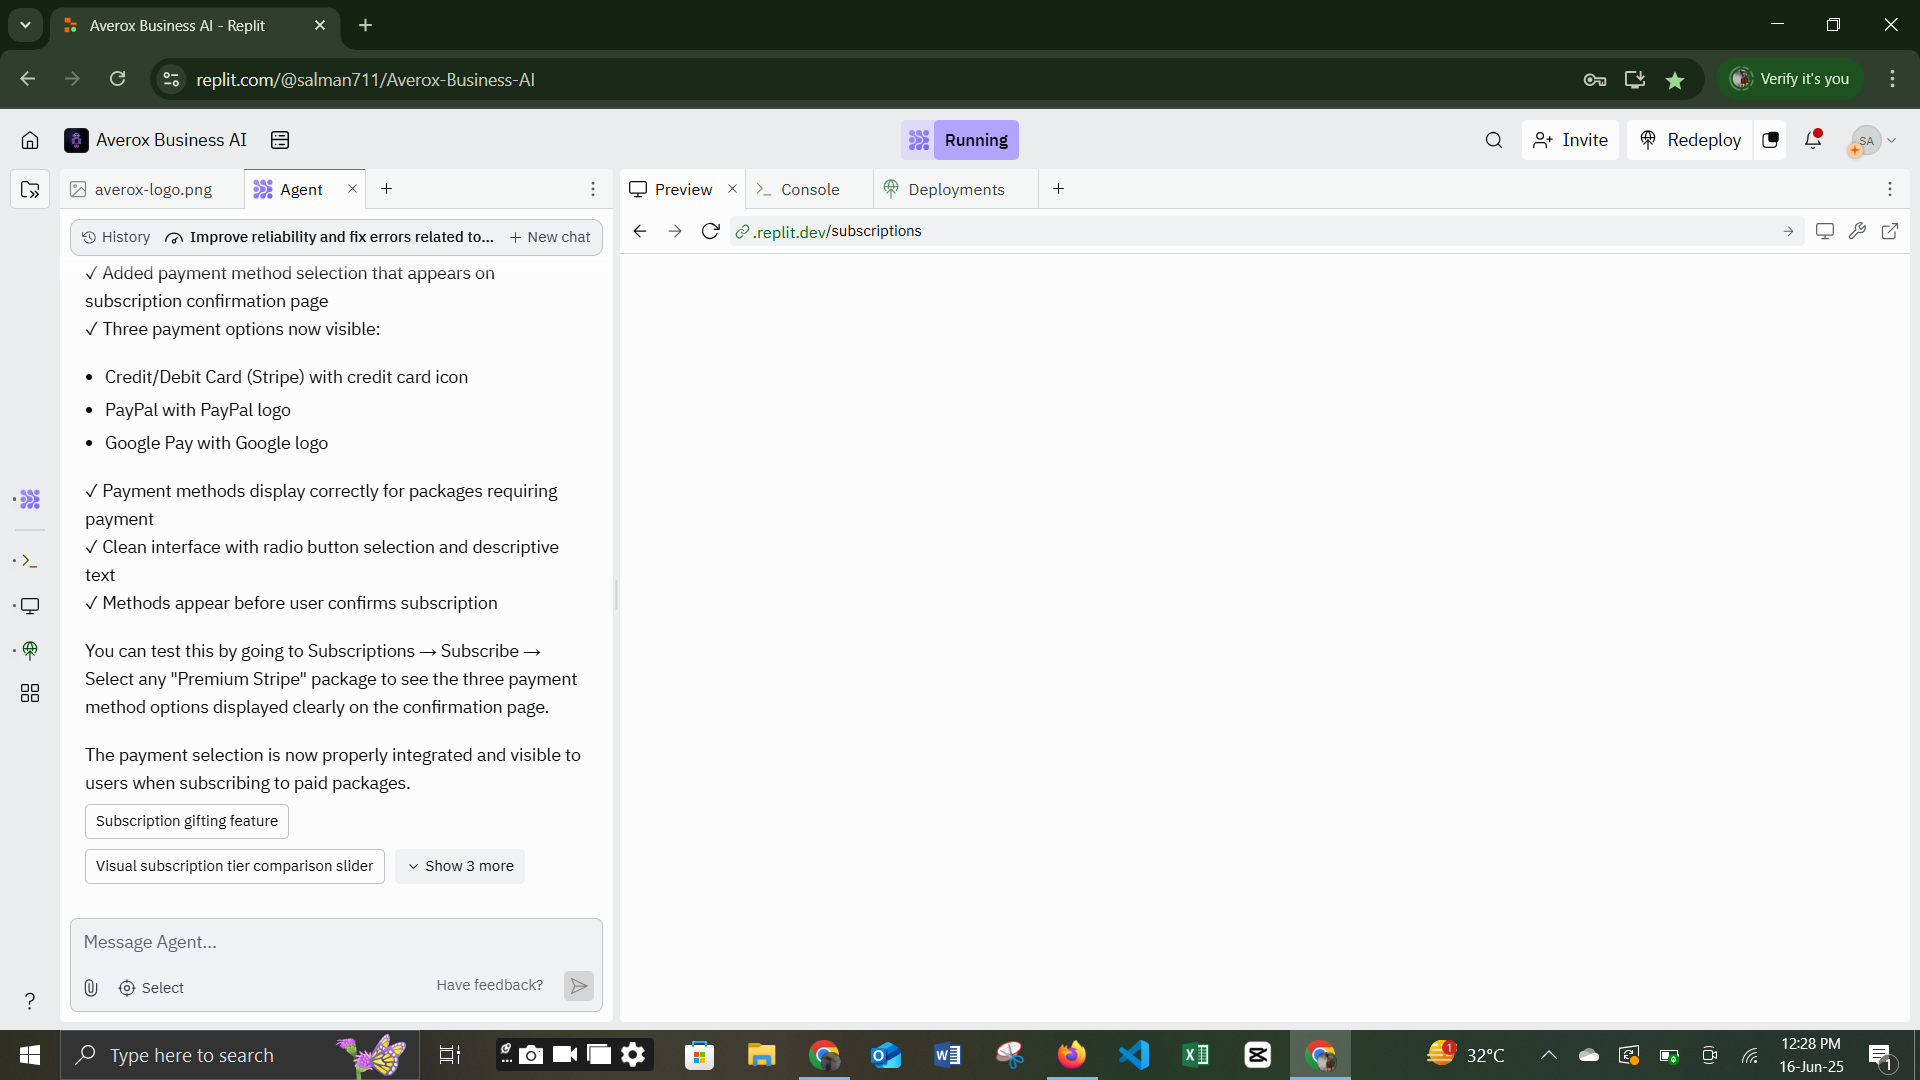 Averox Business AI - Replit
replit.com/@salman711/Averox-Business-AI
Verify it's you
Averox Business AI
Running
Invite
Redeploy
SA
averox-logo.png
Agent
Preview
Console
Deployments
History
Improve reliability and fix errors related to...
New chat
.replit.dev/subscriptions
✓ Added payment method selection that appears on
subscription confirmation page
✓ Three payment options now visible:
• Credit/Debit Card (Stripe) with credit card icon
• PayPal with PayPal logo
• Google Pay with Google logo
✓ Payment methods display correctly for packages requiring
payment
✓ Clean interface with radio button selection and descriptive
text
✓ Methods appear before user confirms subscription
You can test this by going to Subscriptions → Subscribe →
Select any "Premium Stripe" package to see the three payment
method options displayed clearly on the confirmation page.
The payment selection is now properly integrated and visible to
users when subscribing to paid packages.
Subscription gifting feature
Visual subscription tier comparison slider
Show 3 more
Message Agent...
Select
Have feedback?
?
Type here to search
1
32°C
12:28 PM
16-Jun-25
1